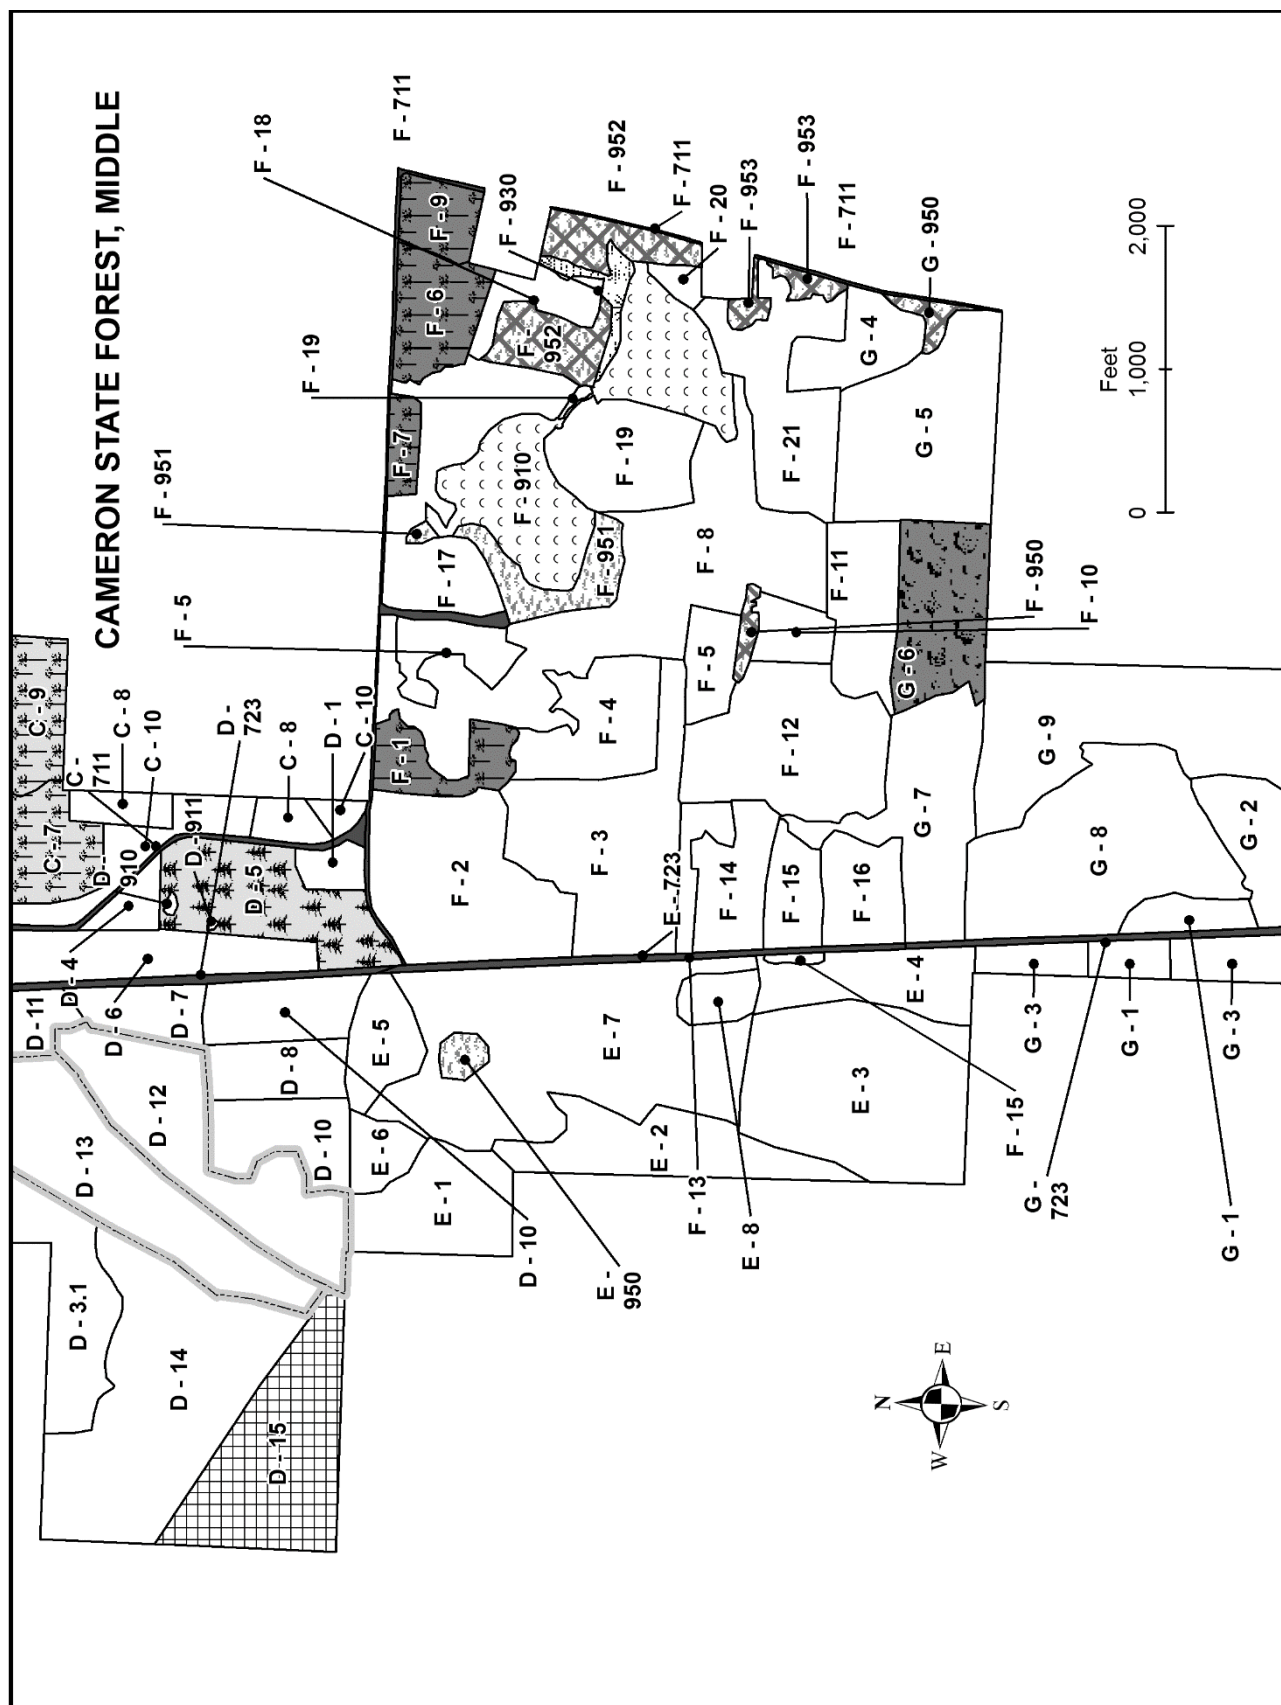 CAMERON STATE FOREST, MIDDLE
F - 711
F - 18
F - 9
F - 952
F - 930
F - 711
F - 6
F - 20
F - 19
F - 953
F - 953
F -
952
F - 711
G - 950
F - 7
G - 4
F - 951
F - 910
F - 19
F - 21
G - 5
F - 17
F - 951
F - 8
F - 11
F - 5
F - 950
F - 10
F - 5
G - 6
C - 9
C - 8
C - 10
D -
723
C - 8
D - 1
C - 10
F - 1
F - 4
F - 12
G - 9
C -
711
C - 7
D -
910
D - 911
D - 5
F - 2
F - 3
E - 723
F - 14
F - 15
F - 16
G - 7
G - 8
G - 2
D - 4
D - 11
D - 6
D - 7
D - 8
E - 5
E - 7
E - 4
G - 3
G - 1
G - 3
D - 12
D - 13
D - 10
E - 6
E - 1
E - 2
E - 3
F - 15
G -
723
G - 1
D - 10
E -
950
F - 13
E - 8
D - 3.1
D - 14
D - 15
Feet
0
1,000
2,000
N
E
S
W